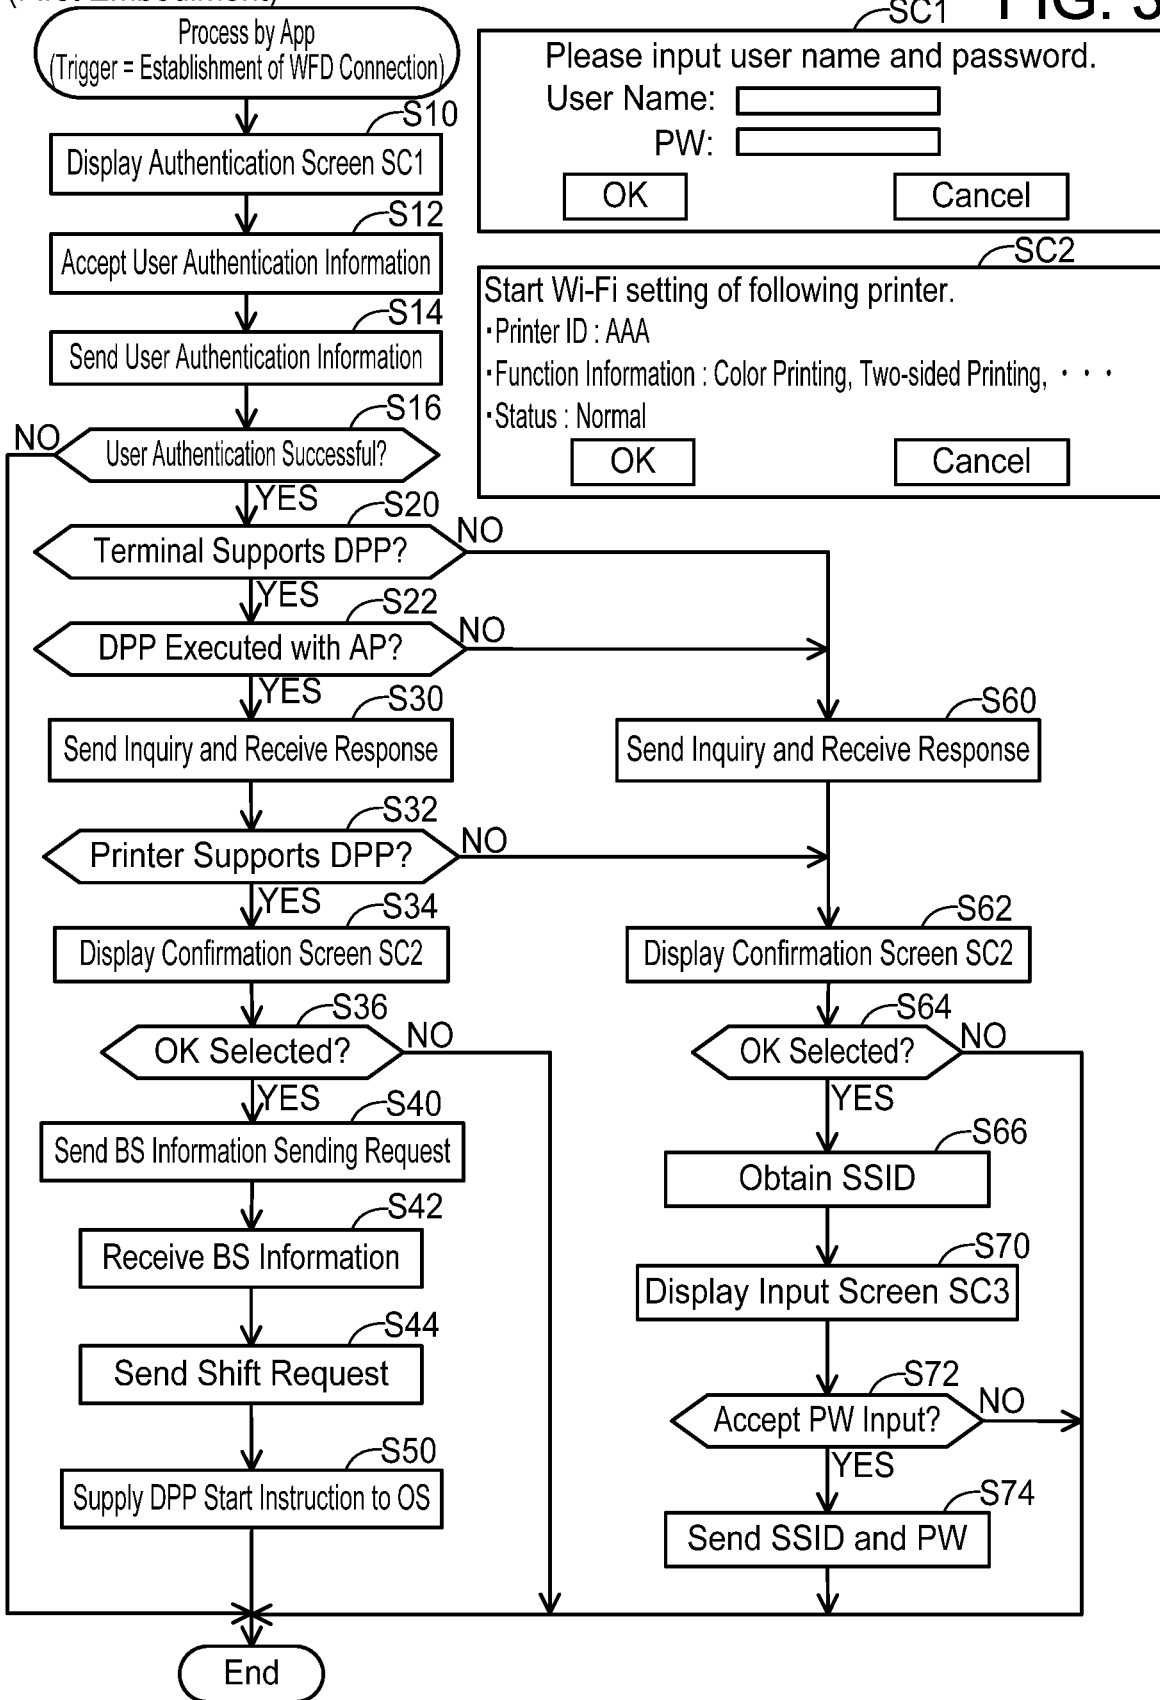 FIG. 3
Process by App
(Trigger = Establishment of WFD Connection)
S10
Display Authentication Screen SC1
S12
Accept User Authentication Information
S14
Send User Authentication Information
S16
User Authentication Successful?
NO
YES
S20
Terminal Supports DPP?
NO
YES
S22
DPP Executed with AP?
NO
YES
S30
Send Inquiry and Receive Response
S32
Printer Supports DPP?
NO
YES
S34
Display Confirmation Screen SC2
S36
OK Selected?
NO
YES
S40
Send BS Information Sending Request
S42
Receive BS Information
S44
Send Shift Request
S50
Supply DPP Start Instruction to OS
End
S60
Send Inquiry and Receive Response
S62
Display Confirmation Screen SC2
S64
OK Selected?
NO
YES
S66
Obtain SSID
S70
Display Input Screen SC3
S72
Accept PW Input?
NO
YES
S74
Send SSID and PW
SC1
Please input user name and password.
User Name:
PW:
OK Cancel
SC2
Start Wi-Fi setting of following printer.
・Printer ID : AAA
・Function Information : Color Printing, Two-sided Printing, ・・・
・Status : Normal
OK Cancel